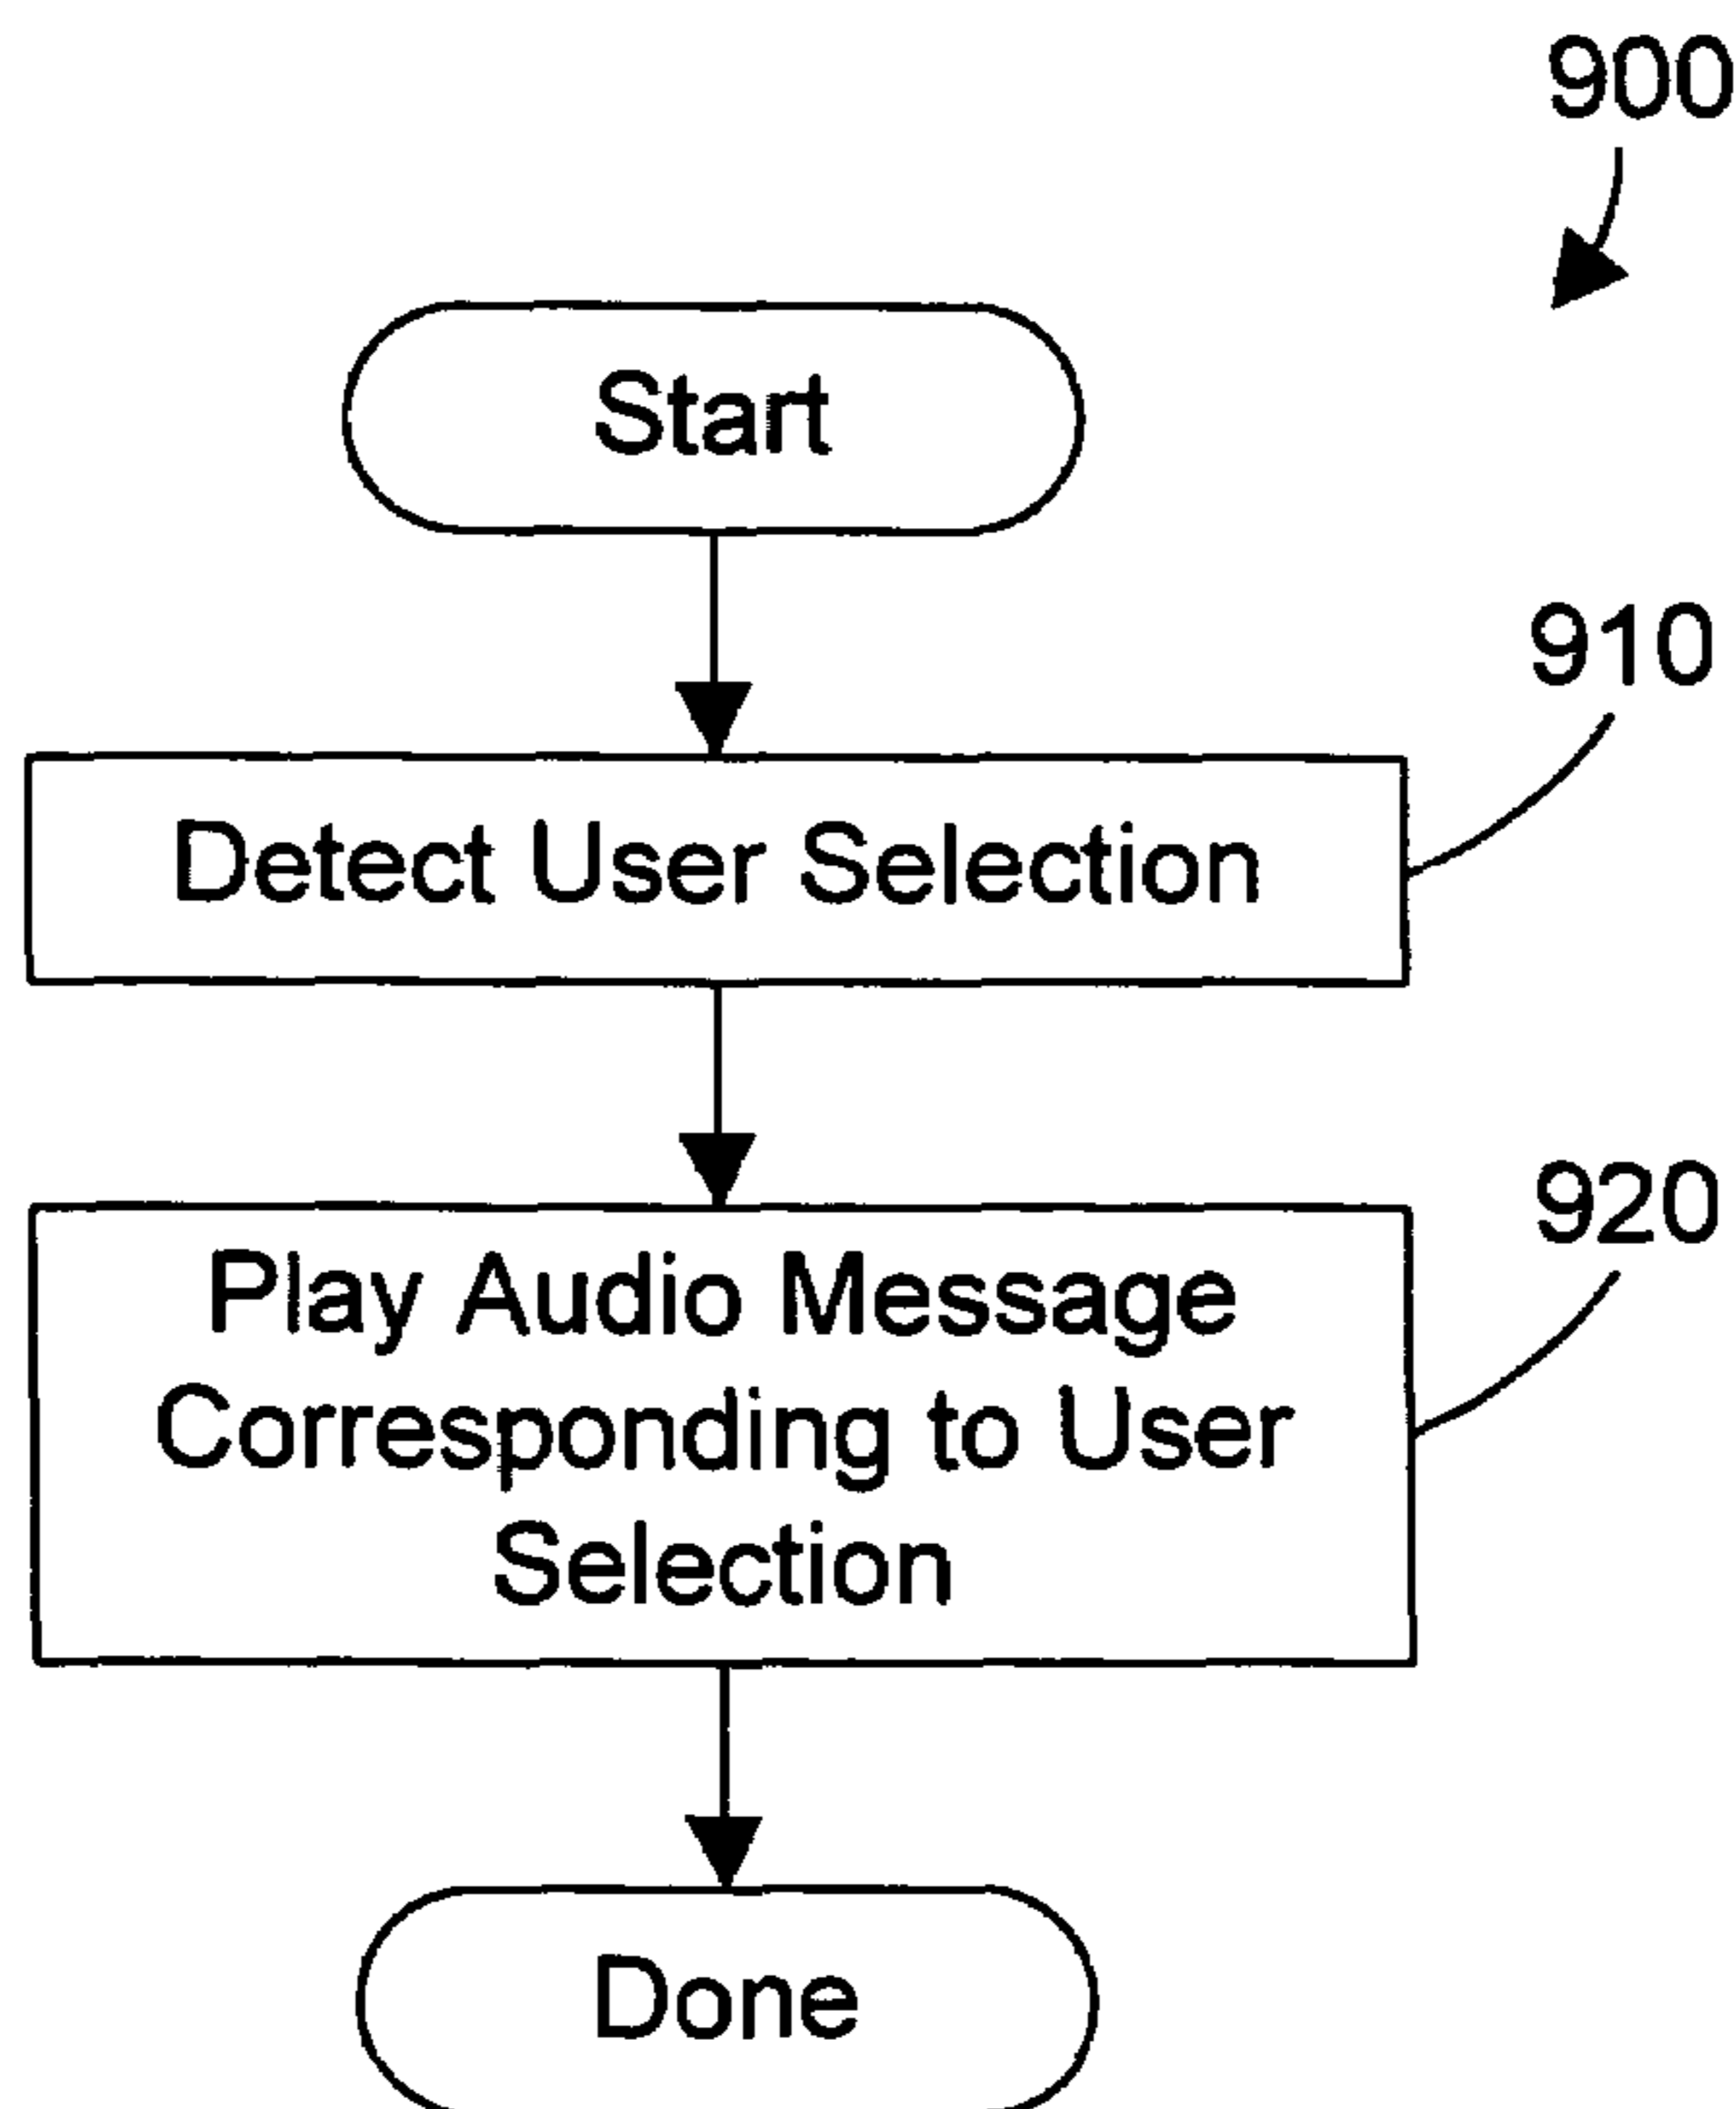 900
Start
910
Detect User Selection
920
Play Audio Message
Corresponding to User
Selection
Done